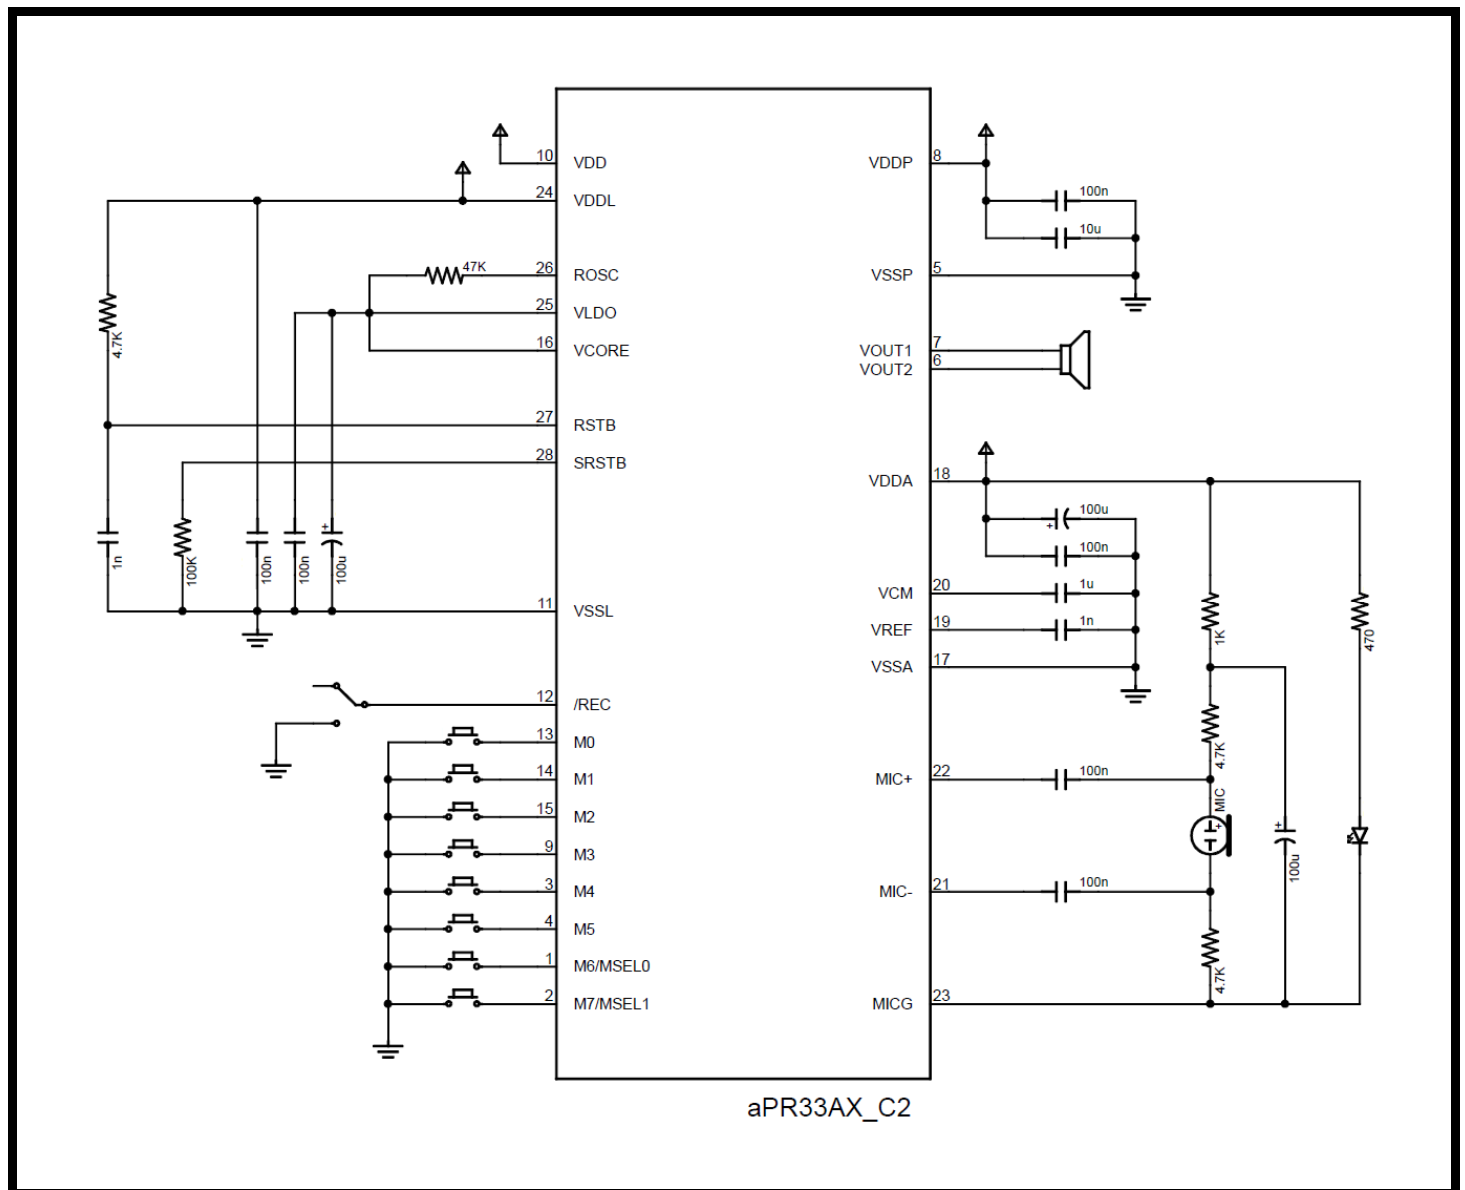 10 VDD
24 VDDL
47K 26 ROSC
25 VLDO
16 VCORE
4.7K
27 RSTB
28 SRSTB
1n
100K
100n
100n
+
100u
11 VSSL
12 /REC
13 M0
14 M1
15 M2
9 M3
3 M4
4 M5
1 M6/MSEL0
2 M7/MSEL1
VDDP 8
100n
10u
VSSP 5
VOUT1 7
VOUT2 6
VDDA 18
+ 100u
100n
VCM 20 1u
VREF 19 1n
VSSA 17
1K
470
4.7K
MIC+ 22 100n
MIC
+
+
100u
MIC- 21 100n
4.7K
MICG 23
aPR33AX_C2